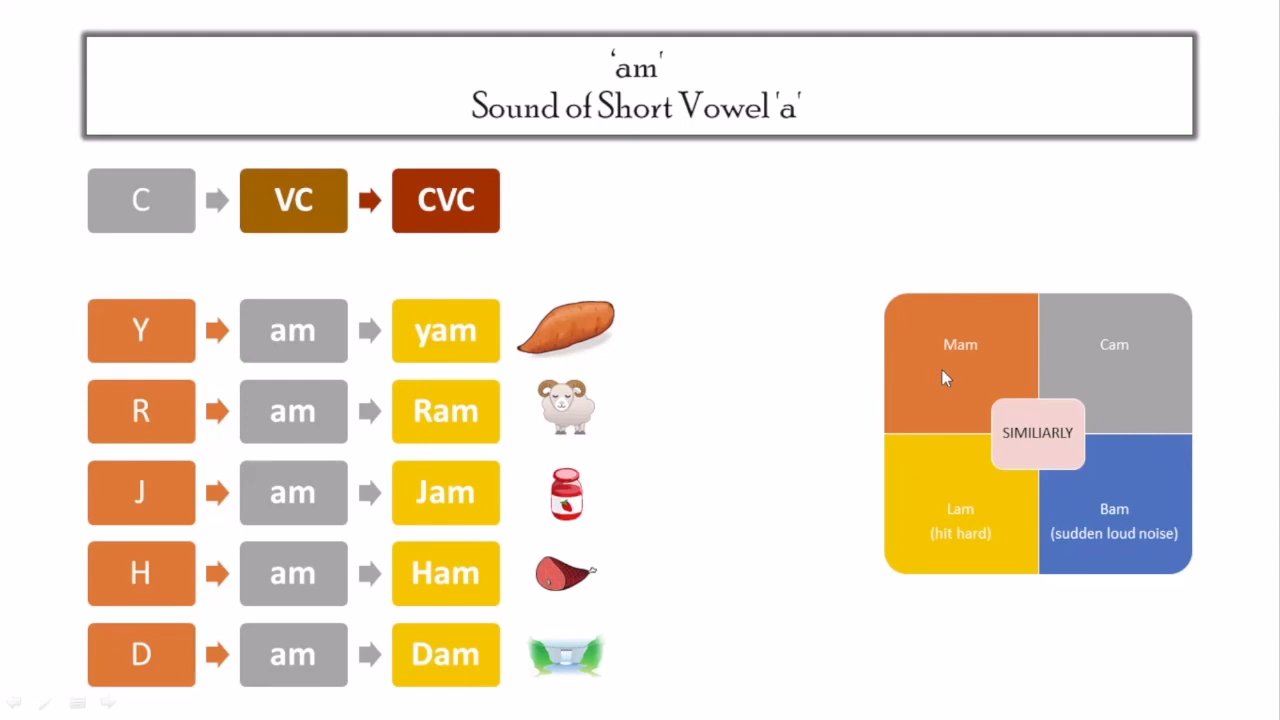 ‘am'
Sound of Short Vowel 'a'
C VC CVC
Y am yam
R am Ram
J am Jam
H am Ham
D am Dam
Mam
Cam
SIMILIARLY
Lam
(hit hard)
Bam
(sudden loud noise)